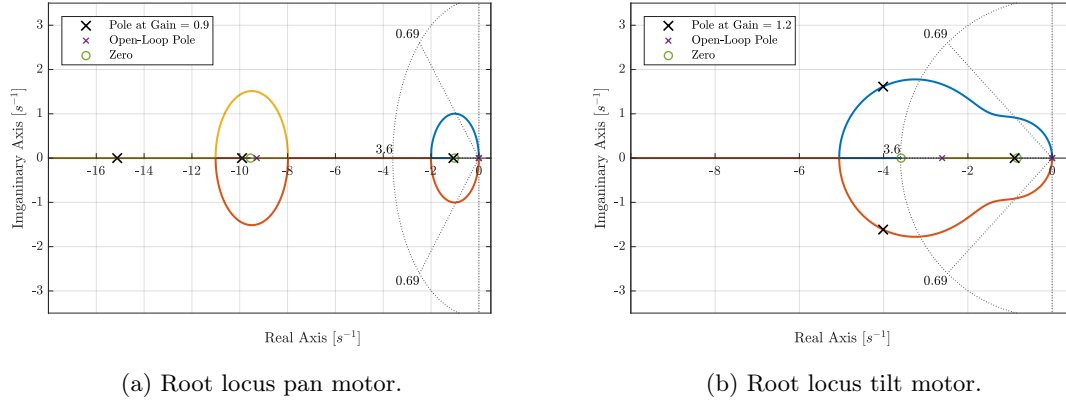 Pole at Gain = 0.9
Open-Loop Pole
Zero
0.69
0.69
3.6
3
2
1
0
-1
-2
-3
-16
-14
-12
-10
-8
-6
-4
-2
0
Imgaminary Axis [s⁻¹]
Real Axis [s⁻¹]
(a) Root locus pan motor.
Pole at Gain = 1.2
Open-Loop Pole
Zero
0.69
0.69
3.6
3
2
1
0
-1
-2
-3
-8
-6
-4
-2
0
Imgaminary Axis [s⁻¹]
Real Axis [s⁻¹]
(b) Root locus tilt motor.